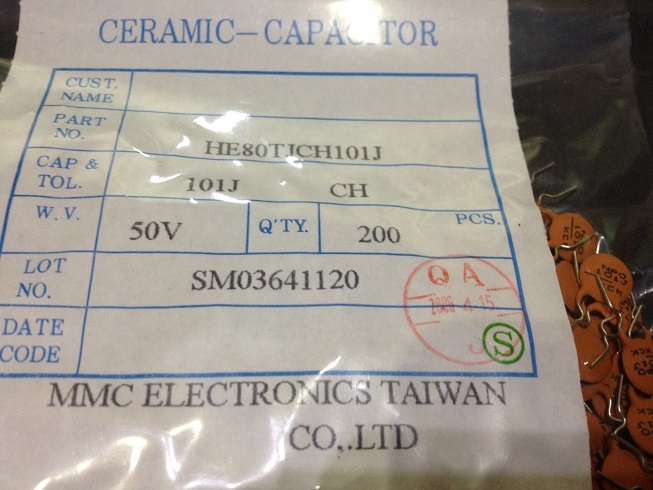 CERAMIC-CAPACITOR
CUST.
NAME
PART
NO.
HE80TJCH101J
CAP &
TOL.
101J CH
W. V.
50V
Q'TY.
200
PCS.
LOT
NO.
SM03641120
QA
S
DATE
CODE
MMC ELECTRONICS TAIWAN
CO,.LTD